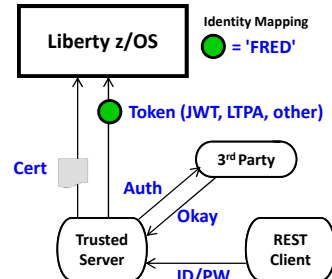 Liberty z/OS
Identity Mapping
= 'FRED'
Token (JWT, LTPA, other)
Cert
3rd Party
Auth
Okay
Trusted
Server
REST
Client
ID/PW